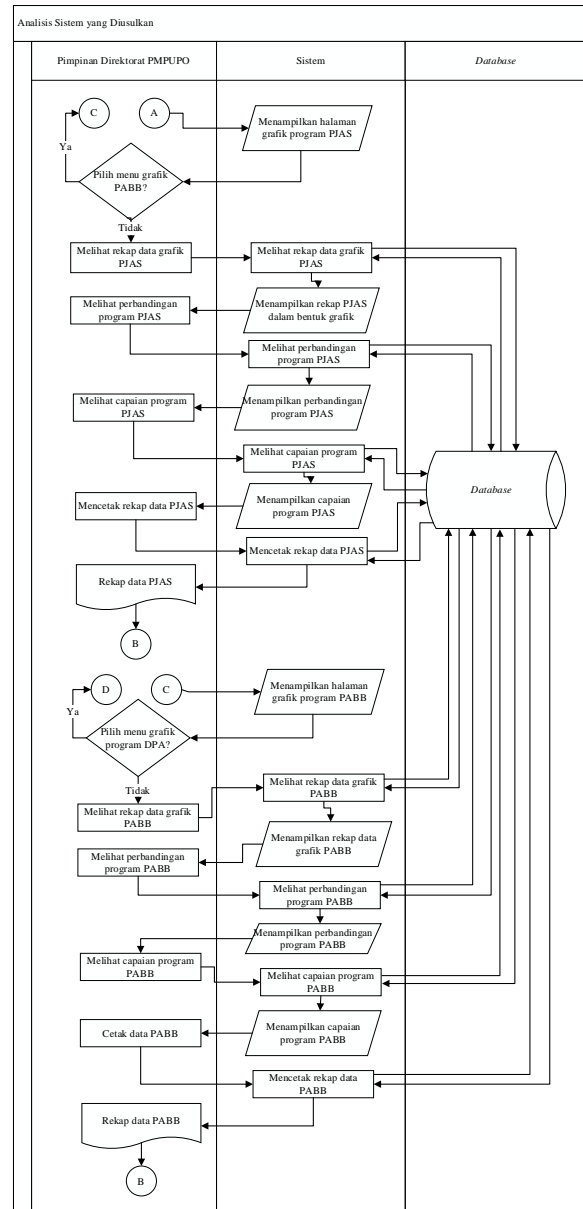 Analisis Sistem yang Diusulkan
Pimpinan Direktorat PMPUPO
Sistem
Database
C
A
Menampilkan halaman
grafik program PJAS
Ya
Pilih menu grafik
PABB?
Tidak
Melihat rekap data grafik
PJAS
Melihat rekap data grafik
PJAS
Menampilkan rekap PJAS
dalam bentuk grafik
Melihat perbandingan
program PJAS
Melihat perbandingan
program PJAS
Menampilkan perbandingan
program PJAS
Melihat capaian program
PJAS
Melihat capaian program
PJAS
Database
Menampilkan capaian
program PJAS
Mencetak rekap data PJAS
Mencetak rekap data PJAS
Rekap data PJAS
B
D
C
Menampilkan halaman
grafik program PABB
Ya
Pilih menu grafik
program DPA?
Tidak
Melihat rekap data grafik
PABB
Melihat rekap data grafik
PABB
Menampilkan rekap data
grafik PABB
Melihat perbandingan
program PABB
Melihat perbandingan
program PABB
Menampilkan perbandingan
program PABB
Melihat capaian program
PABB
Melihat capaian program
PABB
Menampilkan capaian
program PABB
Cetak data PABB
Mencetak rekap data
PABB
Rekap data PABB
B